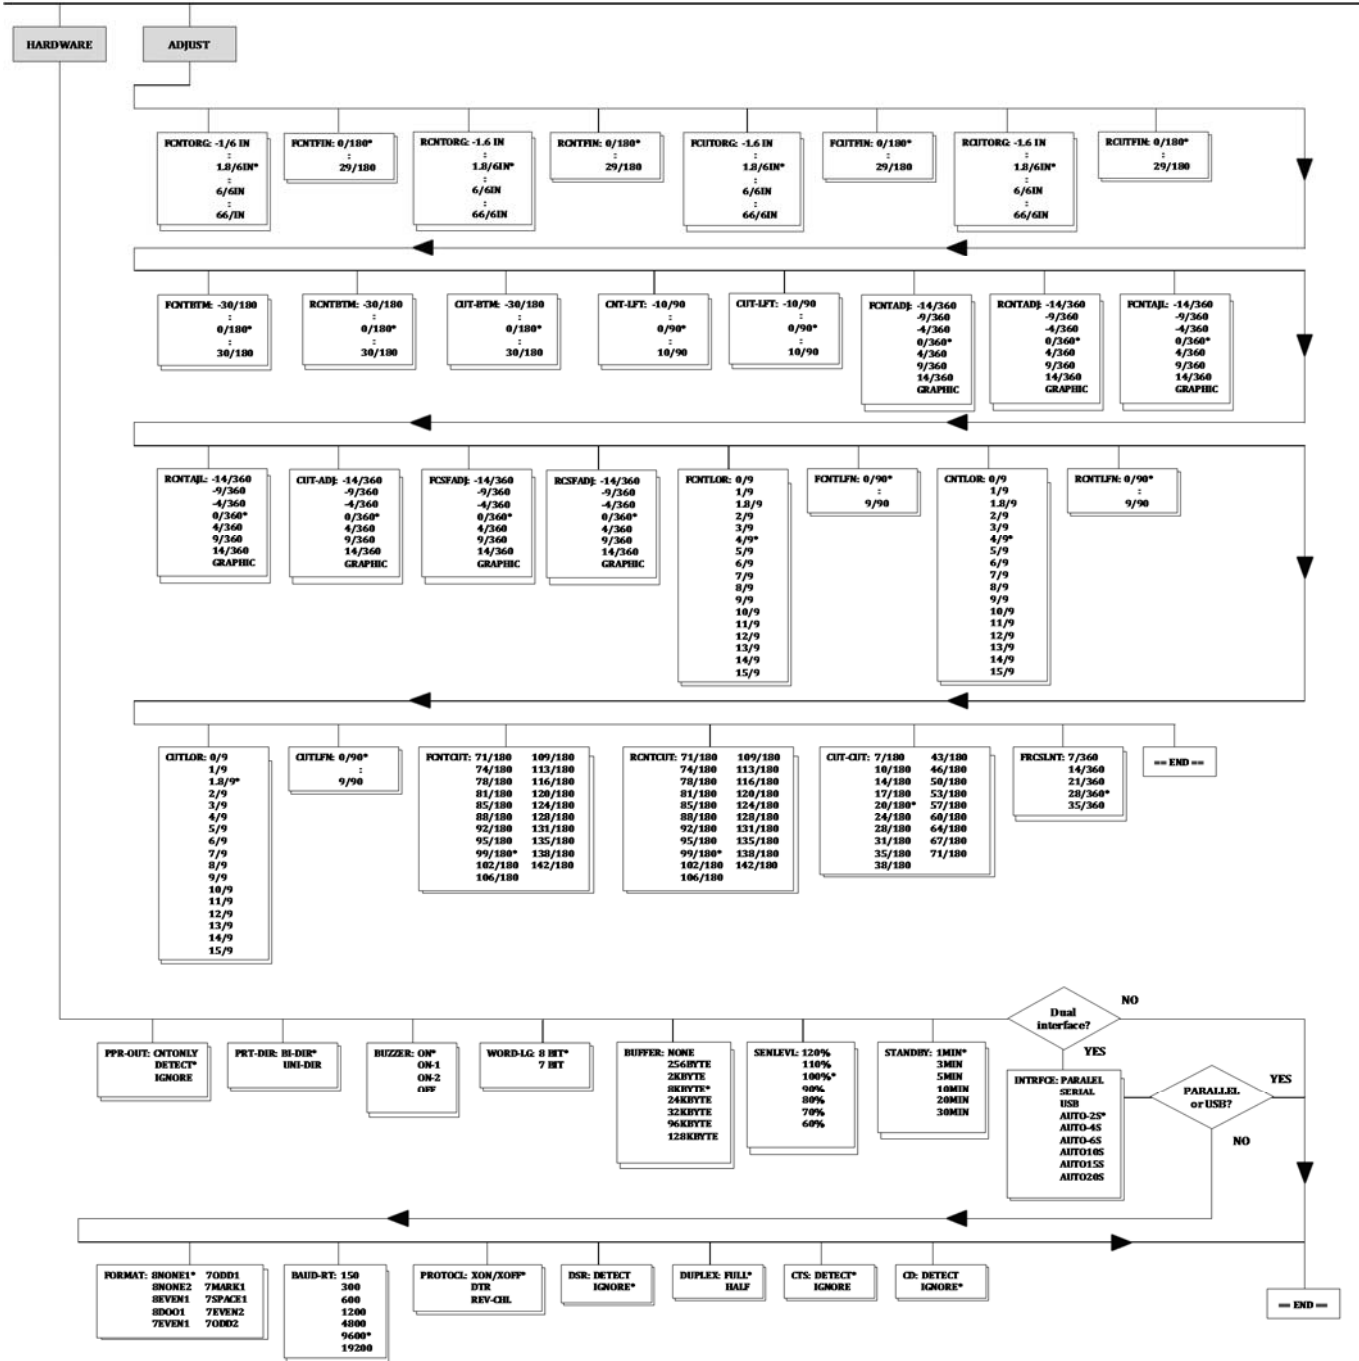 HARDWARE
ADJUST
FCNTORG: -1/6 IN
:
1.8/6IN*
:
6/6IN
:
66/IN
FCNTFIN: 0/180*
:
29/180
RCNTORG: -1.6 IN
:
1.8/6IN*
:
6/6IN
:
66/6IN
RCNTFIN: 0/180*
:
29/180
FCUTORG: -1.6 IN
:
1.8/6IN*
:
6/6IN
:
66/6IN
FCUTFIN: 0/180*
:
29/180
RCUTORG: -1.6 IN
:
1.8/6IN*
:
6/6IN
:
66/6IN
RCUTFIN: 0/180*
:
29/180
FCNTBTM: -30/180
:
0/180*
:
30/180
RCNTBTM: -30/180
:
0/180*
:
30/180
CUT-BTM: -30/180
:
0/180*
:
30/180
CNT-LFT: -10/90
:
0/90*
:
10/90
CUT-LFT: -10/90
:
0/90*
:
10/90
FCNTADJ: -14/360
-9/360
-4/360
0/360*
4/360
9/360
14/360
GRAPHIC
RCNTADJ: -14/360
-9/360
-4/360
0/360*
4/360
9/360
14/360
GRAPHIC
FCNTAJL: -14/360
-9/360
-4/360
0/360*
4/360
9/360
14/360
GRAPHIC
RCNTAJL: -14/360
-9/360
-4/360
0/360*
4/360
9/360
14/360
GRAPHIC
CUT-ADJ: -14/360
-9/360
-4/360
0/360*
4/360
9/360
14/360
GRAPHIC
FCSFADJ: -14/360
-9/360
-4/360
0/360*
4/360
9/360
14/360
GRAPHIC
RCSFADJ: -14/360
-9/360
-4/360
0/360*
4/360
9/360
14/360
GRAPHIC
FCNTLOR: 0/9
1/9
1.8/9
2/9
3/9
4/9*
5/9
6/9
7/9
8/9
9/9
10/9
11/9
12/9
13/9
14/9
15/9
FCNTLFN: 0/90*
:
9/90
CNTLOR: 0/9
1/9
1.8/9
2/9
3/9
4/9*
5/9
6/9
7/9
8/9
9/9
10/9
11/9
12/9
13/9
14/9
15/9
RCNTLFN: 0/90*
:
9/90
CUTLOR: 0/9
1/9
1.8/9*
2/9
3/9
4/9
5/9
6/9
7/9
8/9
9/9
10/9
11/9
12/9
13/9
14/9
15/9
CUTLFN: 0/90*
:
9/90
FCNTCUT: 71/180 109/180
74/180 113/180
78/180 116/180
81/180 120/180
85/180 124/180
88/180 128/180
92/180 131/180
95/180 135/180
99/180* 138/180
102/180 142/180
106/180
RCNTCUT: 71/180 109/180
74/180 113/180
78/180 116/180
81/180 120/180
85/180 124/180
88/180 128/180
92/180 131/180
95/180 135/180
99/180* 138/180
102/180 142/180
106/180
CUT-CUT: 7/180 43/180
10/180 46/180
14/180 50/180
17/180 53/180
20/180* 57/180
24/180 60/180
28/180 64/180
31/180 67/180
35/180 71/180
38/180
FRCSLNT: 7/360
14/360
21/360
28/360*
35/360
== END ==
Dual
interface?
NO
YES
PPR-OUT: CNTONLY
DETECT*
IGNORE
PRT-DIR: BI-DIR*
UNI-DIR
BUZZER: ON*
ON-1
ON-2
OFF
WORD-LG: 8 BIT*
7 BIT
BUFFER: NONE
256BYTE
2KBYTE
8KBYTE*
24KBYTE
32KBYTE
96KBYTE
128KBYTE
SENLEVL: 120%
110%
100%*
90%
80%
70%
60%
STANDBY: 1MIN*
3MIN
5MIN
10MIN
20MIN
30MIN
INTRFCE: PARALEL
SERIAL
USB
AUTO-2S*
AUTO-4S
AUTO-6S
AUTO10S
AUTO15S
AUTO20S
PARALLEL
or USB?
YES
NO
FORMAT: 8NONE1* 7ODD1
8NONE2 7MARK1
8EVEN1 7SPACE1
8DOO1 7EVEN2
7EVEN1 7ODD2
BAUD-RT: 150
300
600
1200
4800
9600*
19200
PROTOCL: XON/XOFF*
DTR
REV-CHL
DSR: DETECT
IGNORE*
DUPLEX: FULL*
HALF
CTS: DETECT*
IGNORE
CD: DETECT
IGNORE*
== END ==